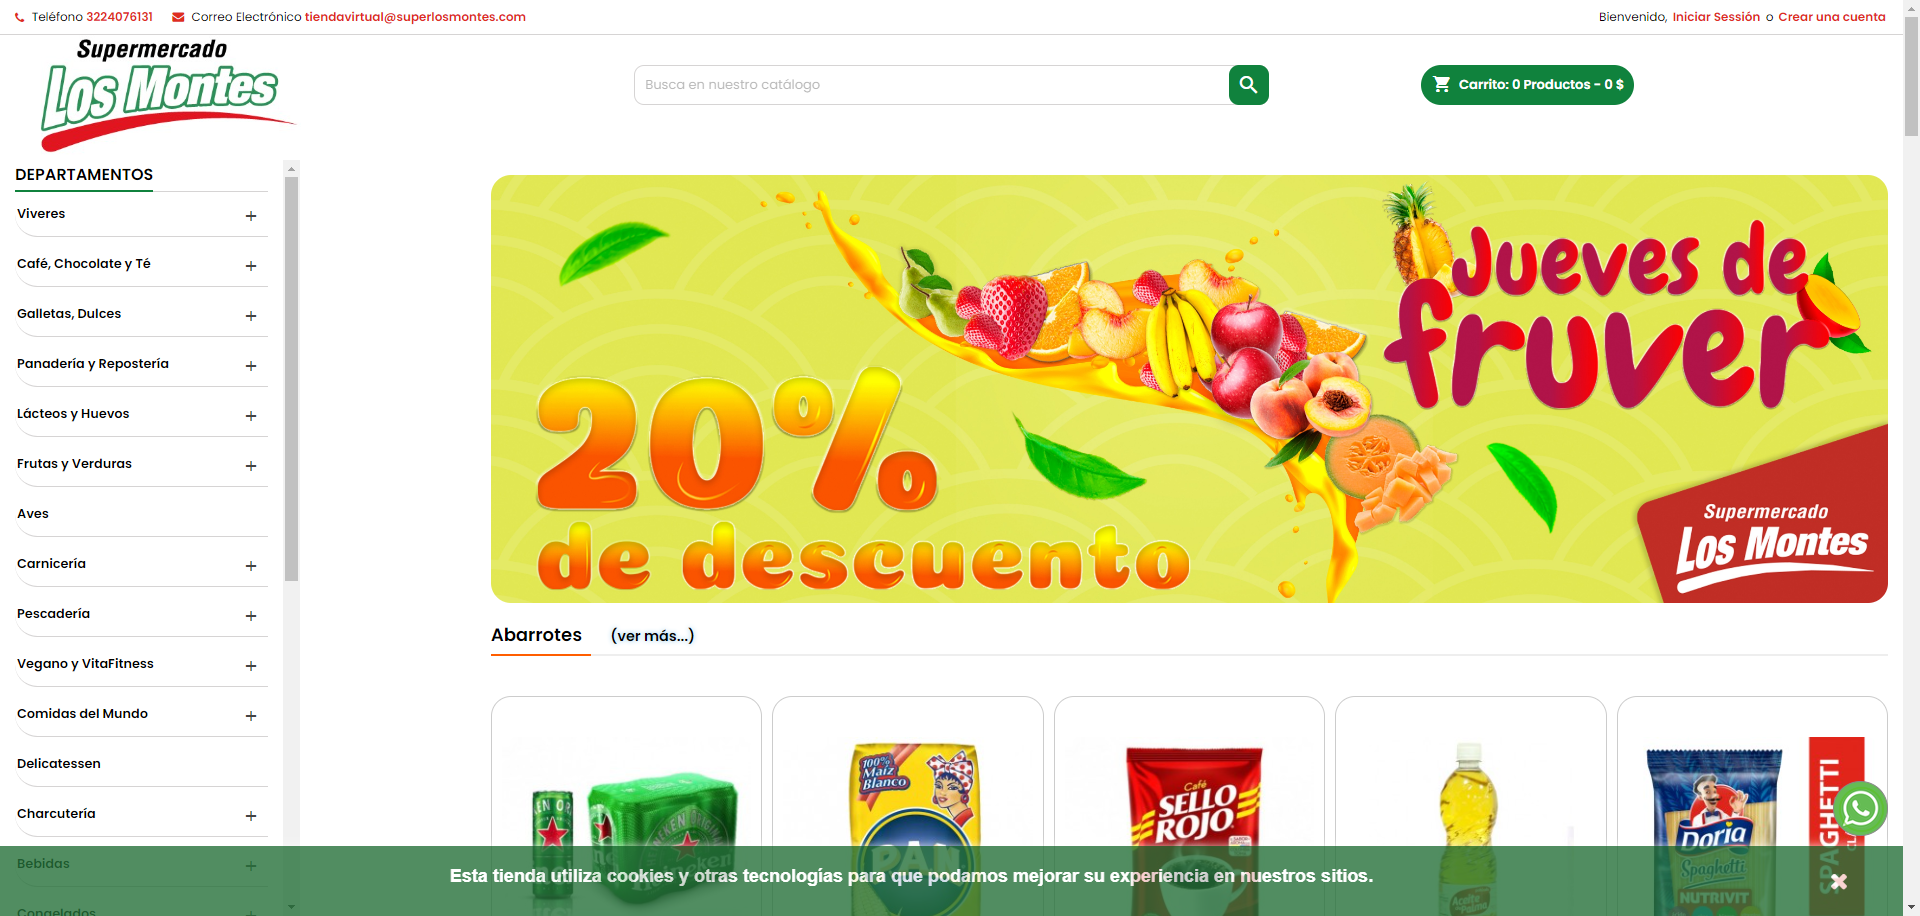 Teléfono 3224076131 Correo Electrónico tiendavirtual@superlosmontes.com
Bienvenido, Iniciar Sessión o Crear una cuenta
Supermercado
Los Montes
Busca en nuestro catálogo
Carrito: 0 Productos - 0 $
DEPARTAMENTOS
Viveres
Café, Chocolate y Té
Galletas, Dulces
Panadería y Repostería
Lácteos y Huevos
Frutas y Verduras
Aves
Carnicería
Pescadería
Vegano y VitaFitness
Comidas del Mundo
Delicatessen
Charcutería
Bebidas
Congelados
Jueves de
fruver
20%
de descuento
Supermercado
Los Montes
Abarrotes (ver más...)
100%
Maíz
Blanco
PAN
Café
SELLO
ROJO
Doria
Spaghetti
NUTRIVIT
SPAGHETTI
Esta tienda utiliza cookies y otras tecnologías para que podamos mejorar su experiencia en nuestros sitios.